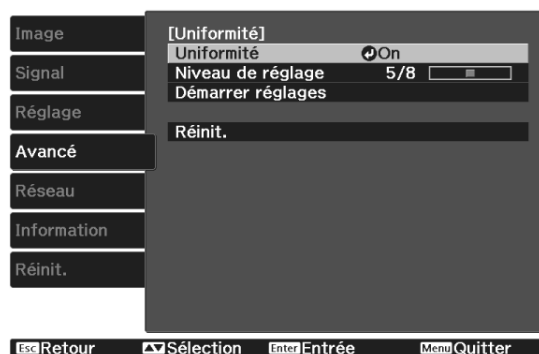 Image
Signal
Réglage
Avancé
Réseau
Information
Réinit.
[Uniformité]
Uniformité On
Niveau de réglage 5/8
Démarrer réglages
Réinit.
Esc Retour Sélection Enter Entrée Menu Quitter